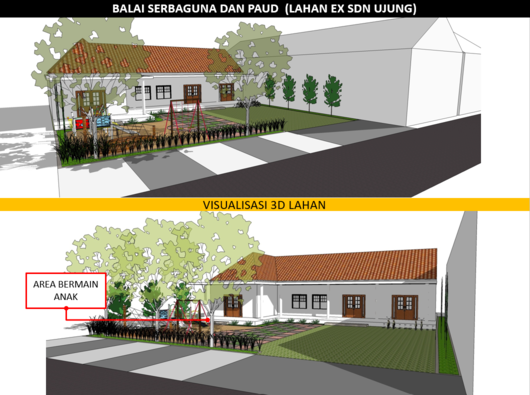 BALAI SERBAGUNA DAN PAUD (LAHAN EX SDN UJUNG)
VISUALISASI 3D LAHAN
AREA BERMAIN
ANAK